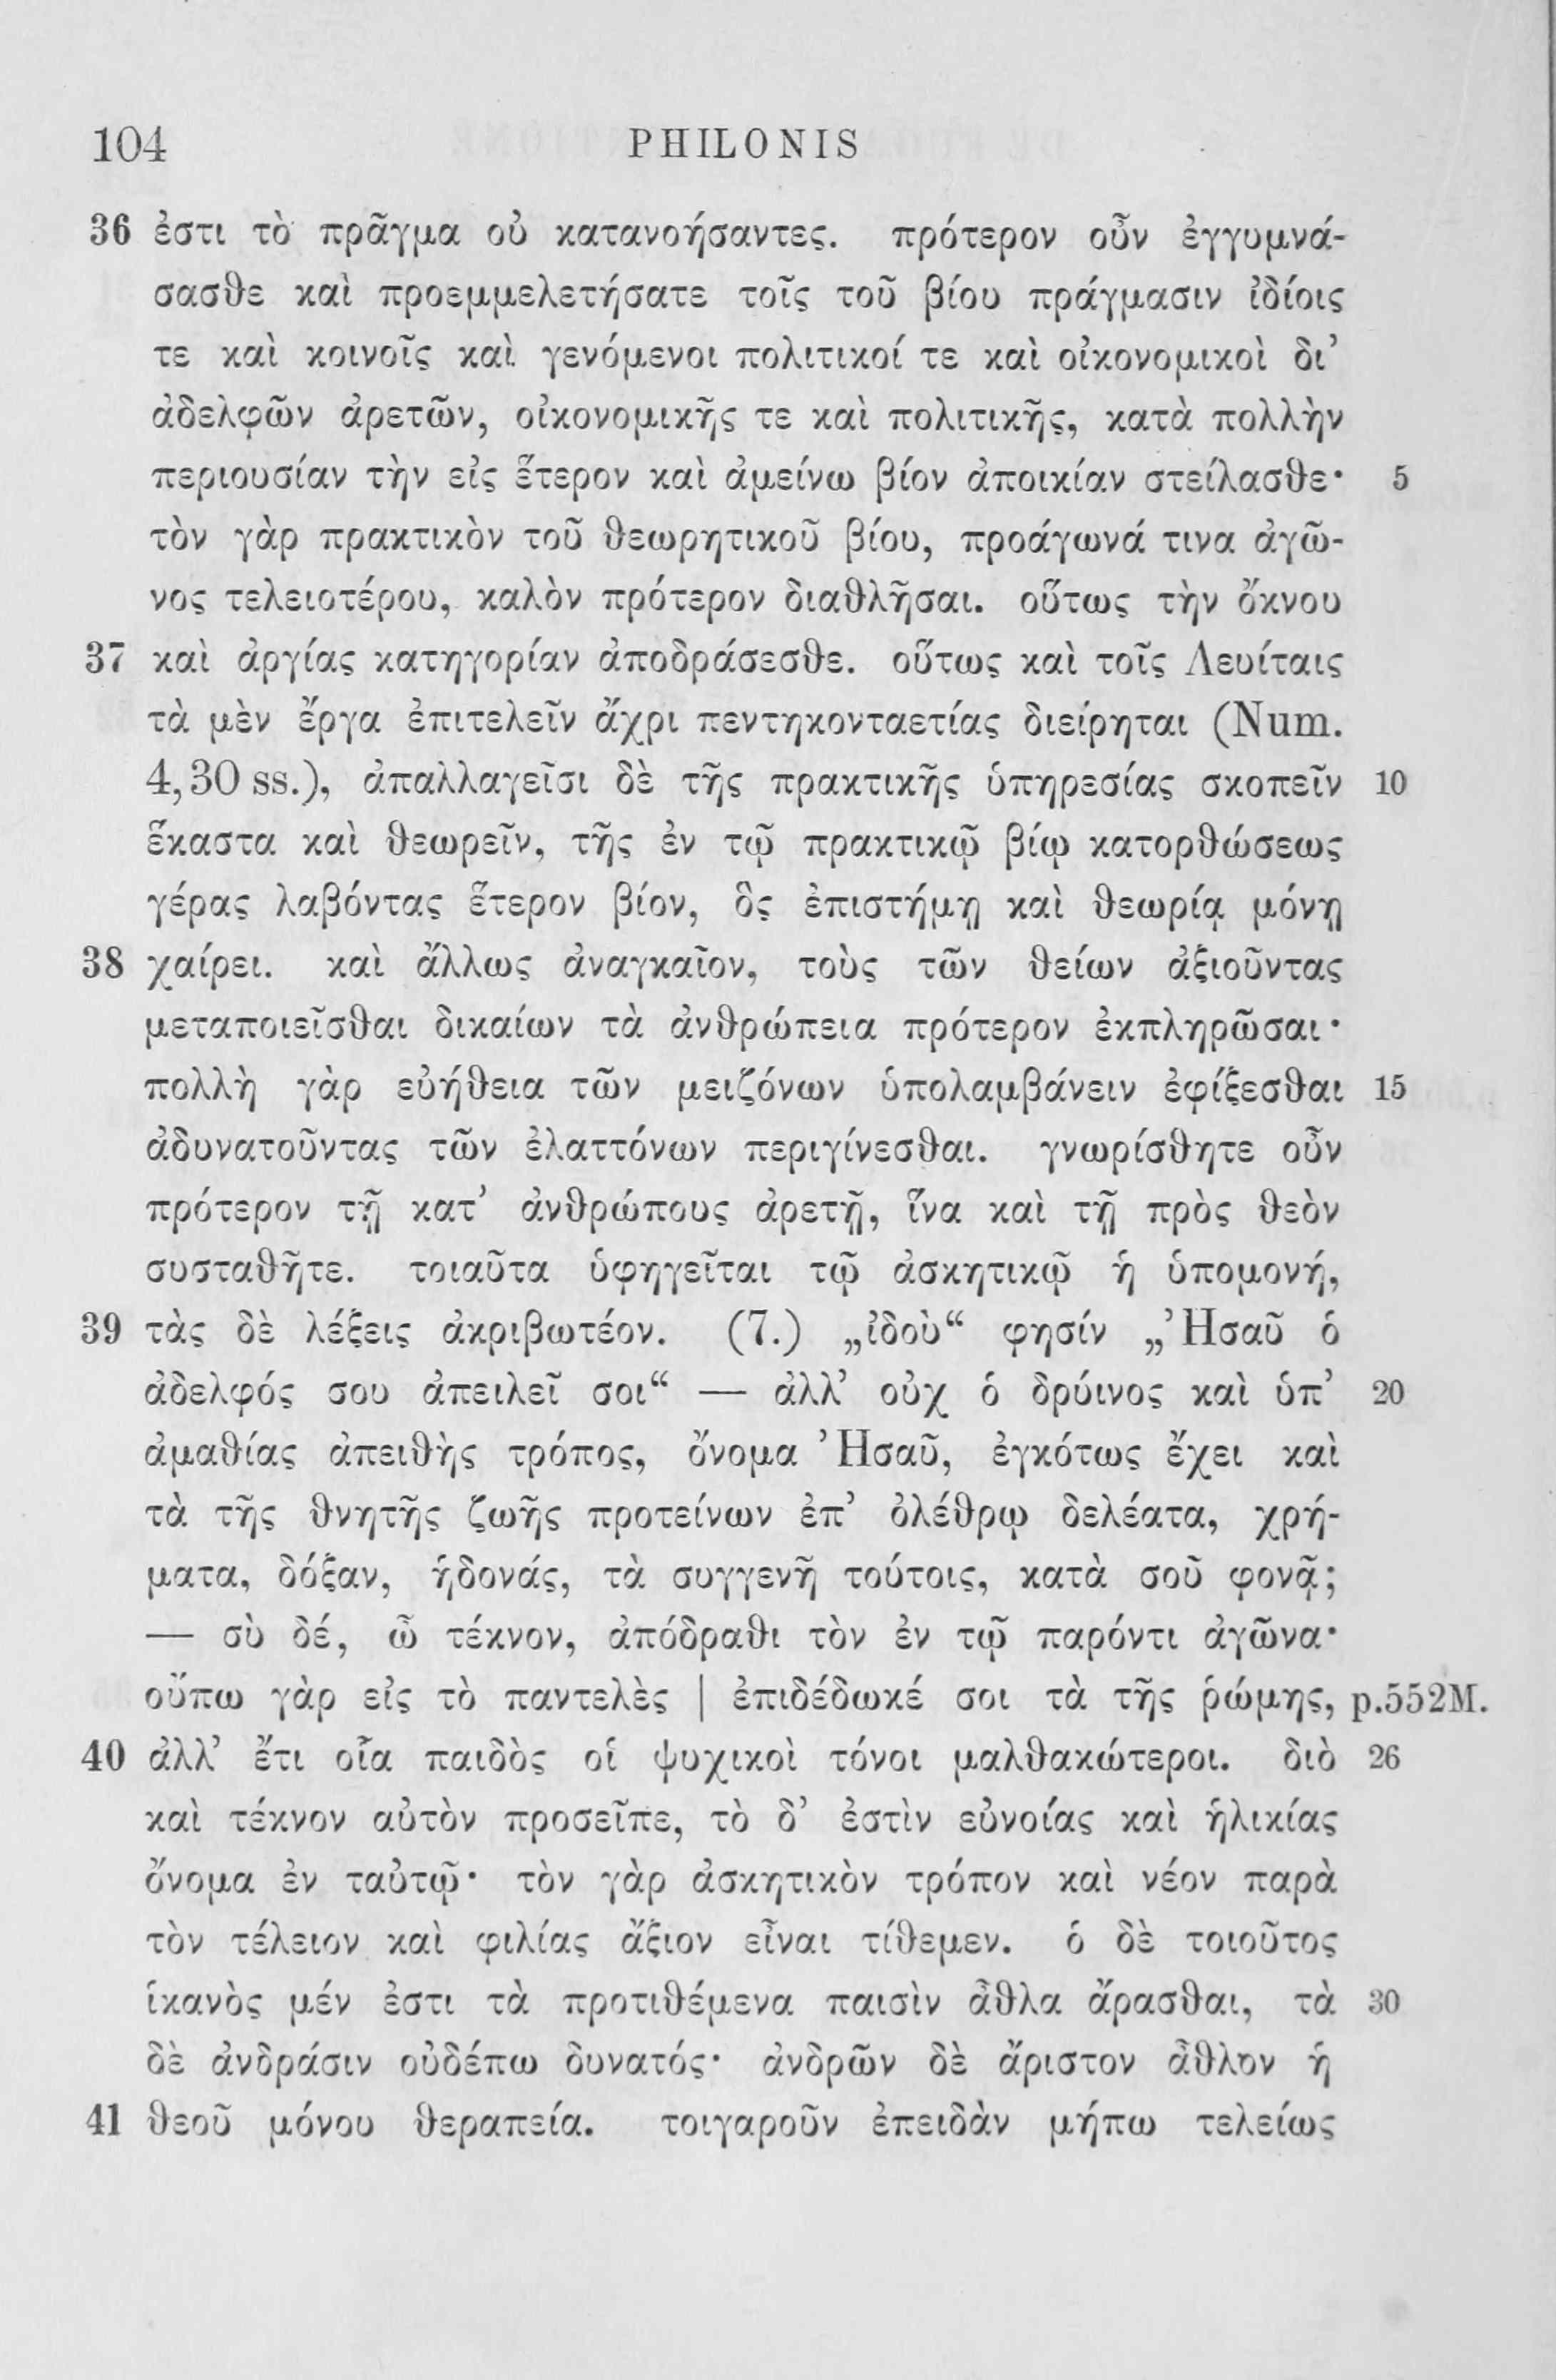 104 PHILONIS
36 ἐστι τὸ πρᾶγμα οὐ κατανοήσαντες. πρότερον οὖν ἐγγυμνά-
σασθε καὶ προεμμελετήσατε τοῖς τοῦ βίου πράγμασιν ἰδίοις
τε καὶ κοινοῖς καὶ γενόμενοι πολιτικοί τε καὶ οἰκονομικοὶ δι’
ἀδελφῶν ἀρετῶν, οἰκονομικῆς τε καὶ πολιτικῆς, κατὰ πολλὴν
περιουσίαν τὴν εἰς ἕτερον καὶ ἀμείνω βίον ἀποικίαν στείλασθε· 5
τὸν γὰρ πρακτικὸν τοῦ θεωρητικοῦ βίου, προάγωνά τινα ἀγῶ-
νος τελειοτέρου, καλὸν πρότερον διαθλῆσαι. οὕτως τὴν ὄκνου
37 καὶ ἀργίας κατηγορίαν ἀποδράσεσθε. οὕτως καὶ τοῖς Λευίταις
τὰ μὲν ἔργα ἐπιτελεῖν ἄχρι πεντηκονταετίας διείρηται (Num.
4,30 ss.), ἀπαλλαγεῖσι δὲ τῆς πρακτικῆς ὑπηρεσίας σκοπεῖν 10
ἕκαστα καὶ θεωρεῖν, τῆς ἐν τῷ πρακτικῷ βίῳ κατορθώσεως
γέρας λαβόντας ἕτερον βίον, ὃς ἐπιστήμῃ καὶ θεωρίᾳ μόνῃ
38 χαίρει. καὶ ἄλλως ἀναγκαῖον, τοὺς τῶν θείων ἀξιοῦντας
μεταποιεῖσθαι δικαίων τὰ ἀνθρώπεια πρότερον ἐκπληρῶσαι·
πολλὴ γὰρ εὐήθεια τῶν μειζόνων ὑπολαμβάνειν ἐφίξεσθαι 15
ἀδυνατοῦντας τῶν ἐλαττόνων περιγίνεσθαι. γνωρίσθητε οὖν
πρότερον τῇ κατ’ ἀνθρώπους ἀρετῇ, ἵνα καὶ τῇ πρὸς θεὸν
συσταθῆτε. τοιαῦτα ὑφηγεῖται τῷ ἀσκητικῷ ἡ ὑπομονή,
39 τὰς δὲ λέξεις ἀκριβωτέον. (7.) „ἰδοὺ“ φησίν „Ἠσαῦ ὁ
ἀδελφός σου ἀπειλεῖ σοι“ — ἀλλ’ οὐχ ὁ δρύινος καὶ ὑπ’ 20
ἀμαθίας ἀπειθὴς τρόπος, ὄνομα Ἠσαῦ, ἐγκότως ἔχει καὶ
τὰ τῆς θνητῆς ζωῆς προτείνων ἐπ’ ὀλέθρῳ δελέατα, χρή-
ματα, δόξαν, ἡδονάς, τὰ συγγενῆ τούτοις, κατὰ σοῦ φονᾷ;
— σὺ δέ, ὦ τέκνον, ἀπόδραθι τὸν ἐν τῷ παρόντι ἀγῶνα·
οὔπω γὰρ εἰς τὸ παντελὲς | ἐπιδέδωκέ σοι τὰ τῆς ῥώμης, p.552M.
40 ἀλλ’ ἔτι οἷα παιδὸς οἱ ψυχικοὶ τόνοι μαλθακώτεροι. διὸ 26
καὶ τέκνον αὐτὸν προσεῖπε, τὸ δ’ ἐστὶν εὐνοίας καὶ ἡλικίας
ὄνομα ἐν ταὐτῷ· τὸν γὰρ ἀσκητικὸν τρόπον καὶ νέον παρὰ
τὸν τέλειον καὶ φιλίας ἄξιον εἶναι τίθεμεν. ὁ δὲ τοιοῦτος
ἱκανὸς μέν ἐστι τὰ προτιθέμενα παισὶν ἆθλα ἄρασθαι, τὰ 30
δὲ ἀνδράσιν οὐδέπω δυνατός· ἀνδρῶν δὲ ἄριστον ἆθλον ἡ
41 θεοῦ μόνου θεραπεία. τοιγαροῦν ἐπειδὰν μήπω τελείως